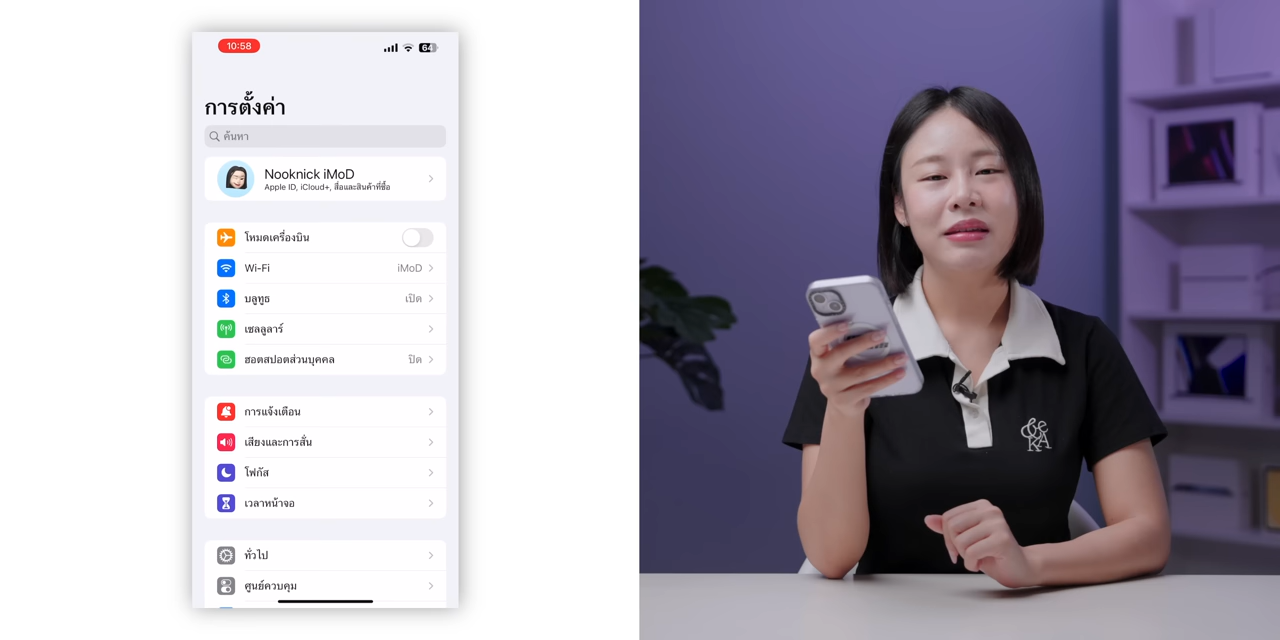 10:58
64
การตั้งค่า
ค้นหา
Nooknick iMoD
Apple ID, iCloud+, สื่อและสินค้าที่ซื้อ
โหมดเครื่องบิน
Wi-Fi iMoD
บลูทูธ เปิด
เซลลูลาร์
ฮอตสปอตส่วนบุคคล ปิด
การแจ้งเตือน
เสียงและการสั่น
โฟกัส
เวลาหน้าจอ
ทั่วไป
ศูนย์ควบคุม